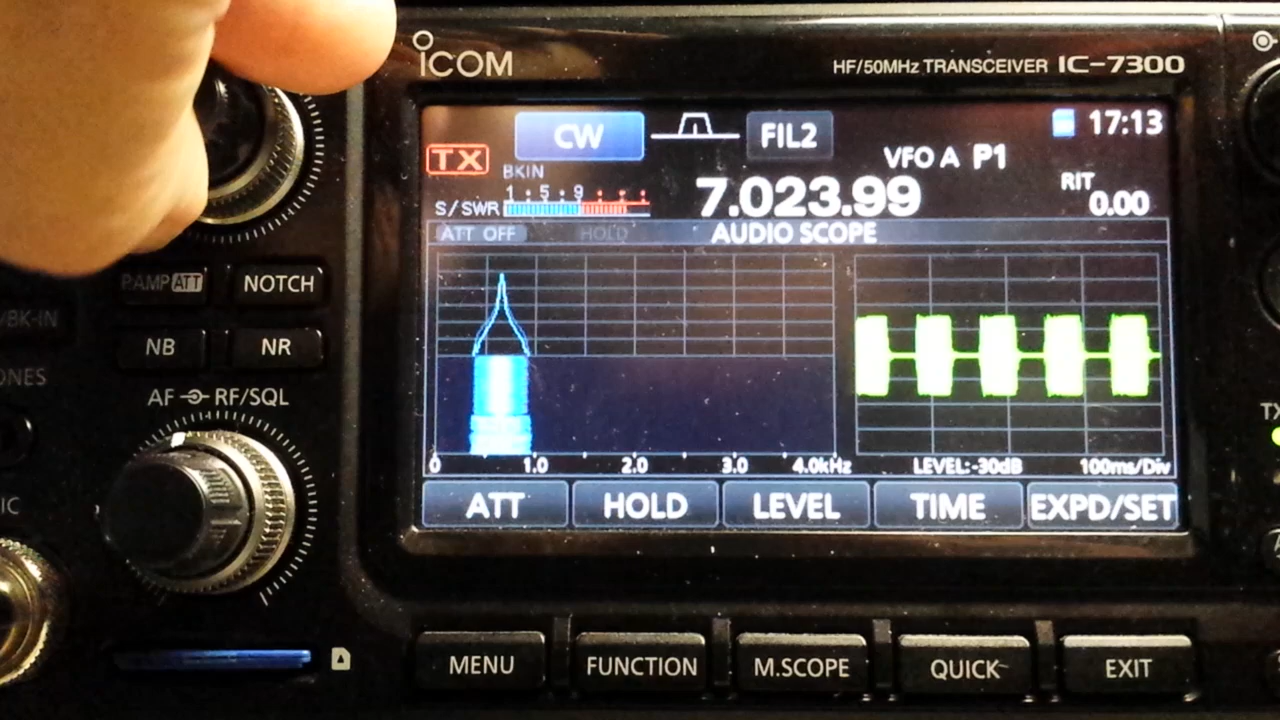 ICOM
HF/50MHz TRANSCEIVER IC-7300
CW FIL2 17:13
TX BKIN VFO A P1
1 • 5 • 9
S/SWR 7.023.99 RIT 0.00
ATT OFF HOLD AUDIO SCOPE
0 1.0 2.0 3.0 4.0kHz LEVEL:-30dB 100ms/Div
ATT HOLD LEVEL TIME EXPD/SET
P.AMP ATT NOTCH
/BK-IN
NB NR
ONES
AF RF/SQL
IC
TX
MENU FUNCTION M.SCOPE QUICK EXIT